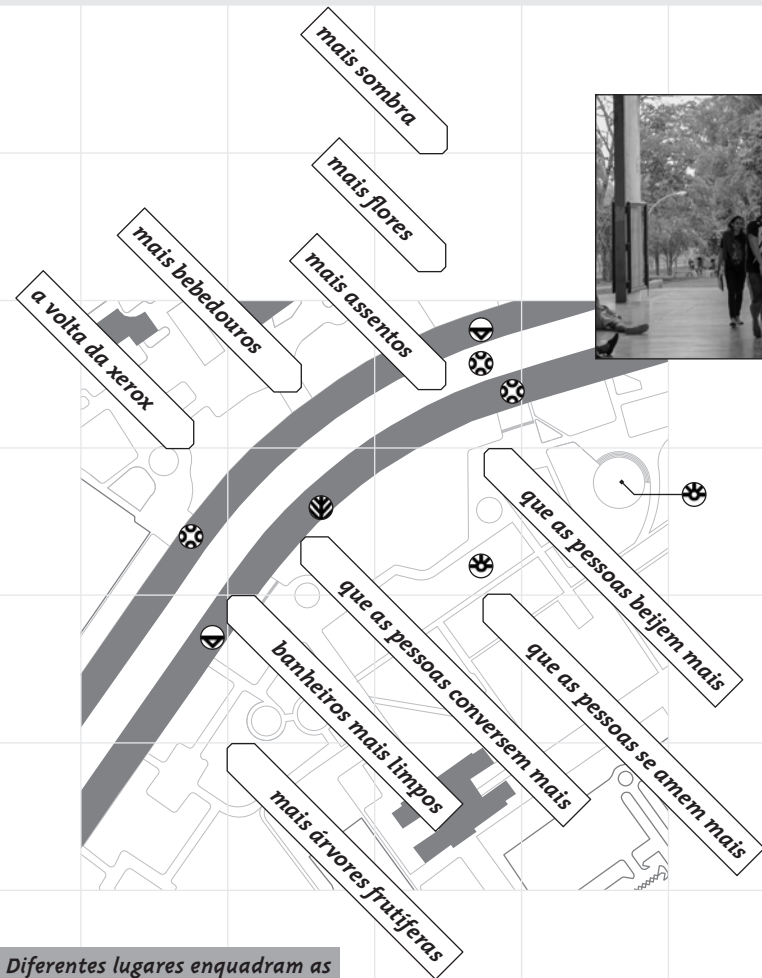 mais sombra
mais flores
mais bebedouros
mais assentos
a volta da xerox
que as pessoas beijem mais
que as pessoas conversem mais
banheiros mais limpos
que as pessoas se amem mais
mais árvores frutíferas
Diferentes lugares enquadram as